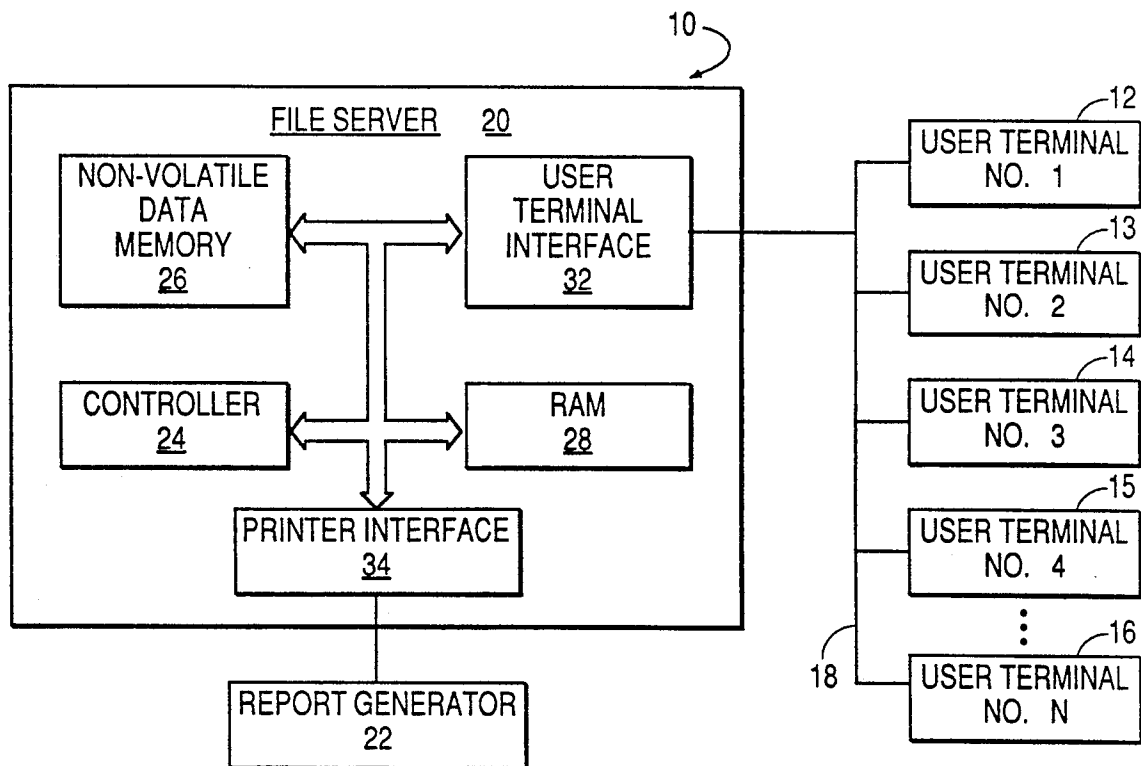 10
FILE SERVER 20
NON-VOLATILE
DATA
MEMORY
26
USER
TERMINAL
INTERFACE
32
CONTROLLER
24
RAM
28
PRINTER INTERFACE
34
REPORT GENERATOR
22
12
USER TERMINAL
NO. 1
13
USER TERMINAL
NO. 2
14
USER TERMINAL
NO. 3
15
USER TERMINAL
NO. 4
16
USER TERMINAL
NO. N
18